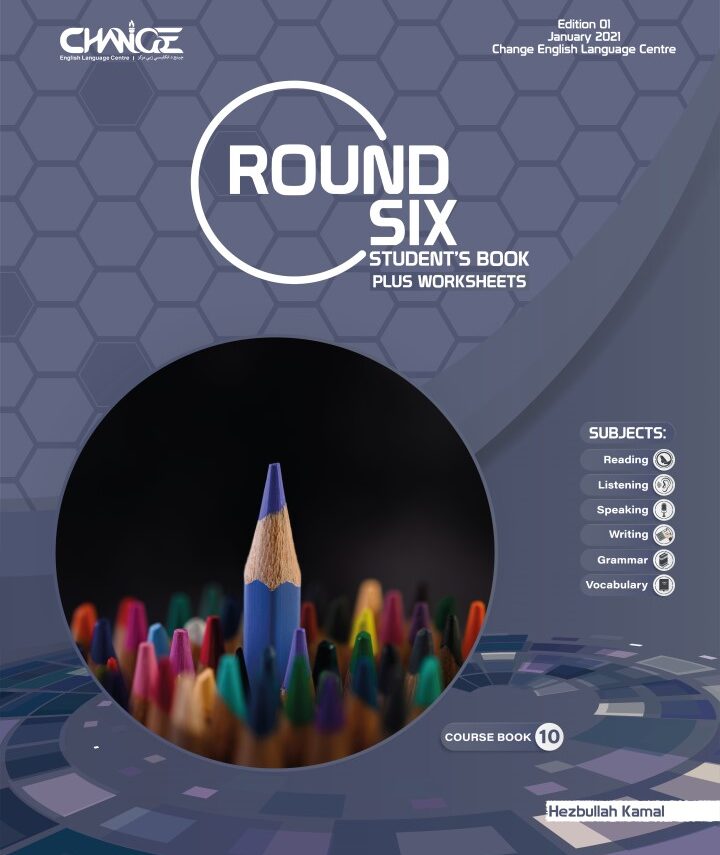 CHANGE
English Language Centre |
Edition 01
January 2021
Change English Language Centre
ROUND
SIX
STUDENT'S BOOK
PLUS WORKSHEETS
SUBJECTS:
Reading
Listening
Speaking
Writing
Grammar
Vocabulary
COURSE BOOK 10
Hezbullah Kamal